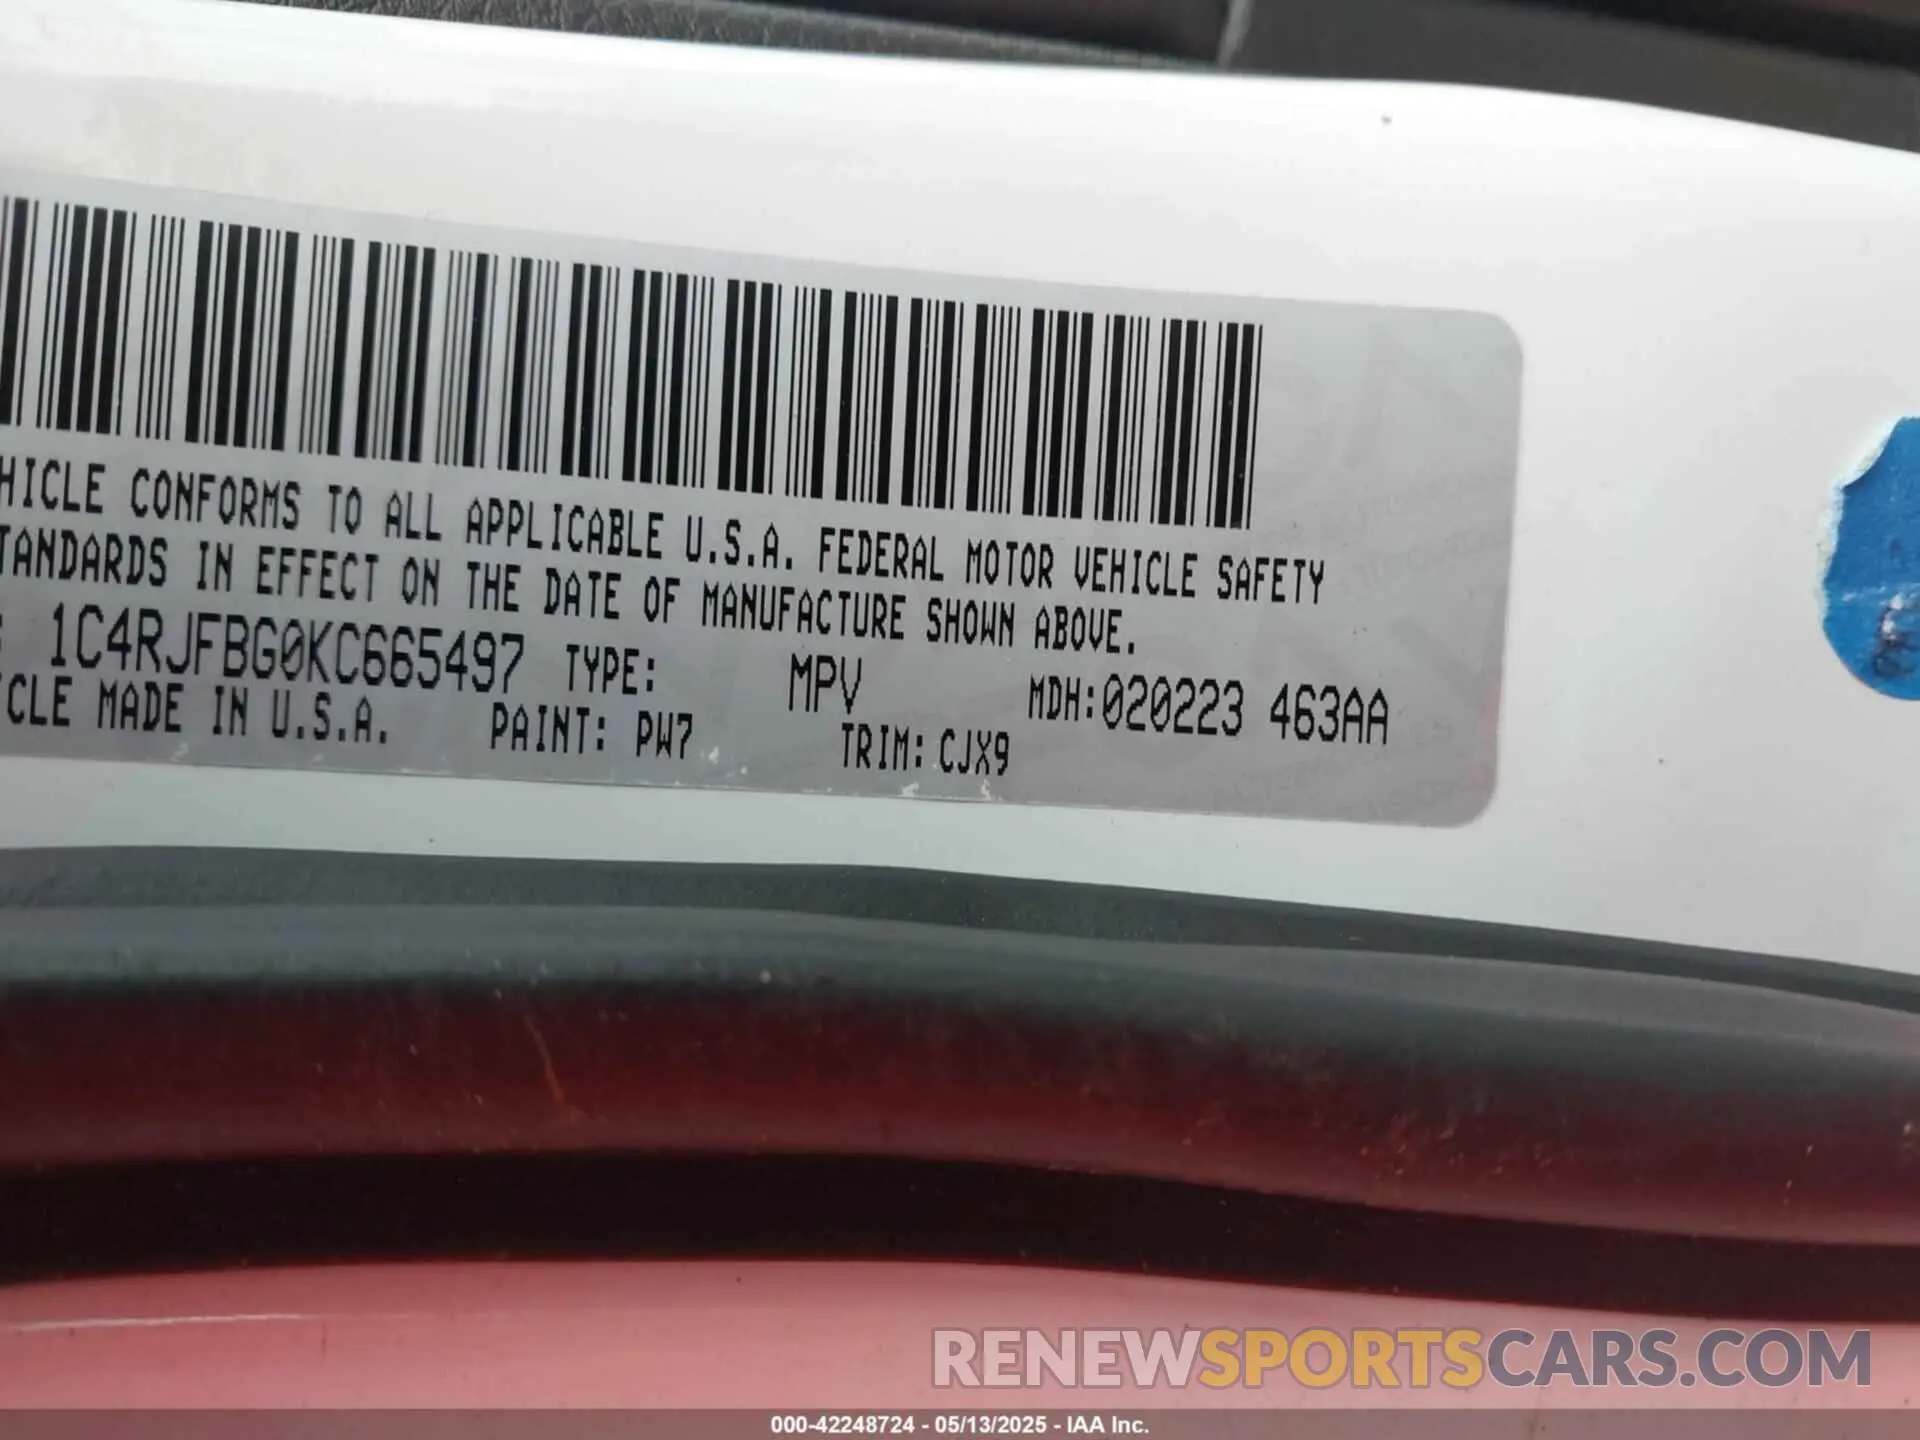 HICLE CONFORMS TO ALL APPLICABLE U.S.A. FEDERAL MOTOR VEHICLE SAFETY
TANDARDS IN EFFECT ON THE DATE OF MANUFACTURE SHOWN ABOVE.
: 1C4RJFBG0KC665497 TYPE: MPV MDH:020223 463AA
CLE MADE IN U.S.A. PAINT: PW7 TRIM: CJX9
RENEWSPORTSCARS.COM
000-42248724 - 05/13/2025 - IAA Inc.